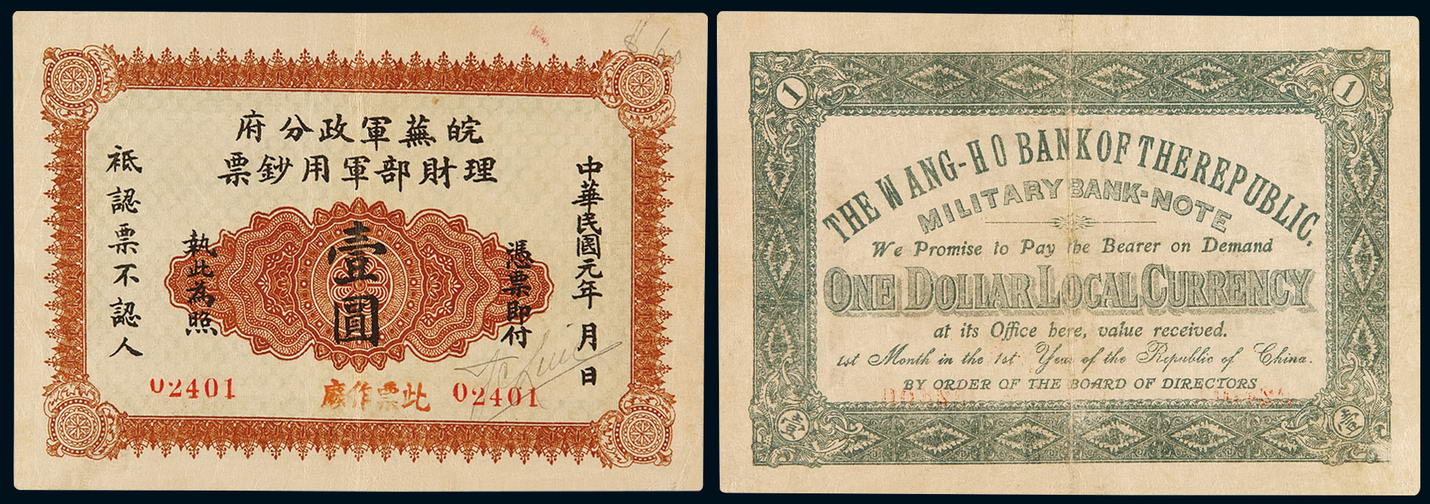 皖蕪軍政分府
理財部軍用鈔票
中華民國元年 月 日
憑票即付
壹圓
執此為照
祗認票不認人
02401
此票作廢
02401
1
1
THE WANG-HO BANK OF THE REPUBLIC.
MILITARY BANK-NOTE
We Promise to Pay the Bearer on Demand
ONE DOLLAR LOCAL CURRENCY
at its Office here, value received.
1st Month in the 1st Year of the Republic of China.
BY ORDER OF THE BOARD OF DIRECTORS